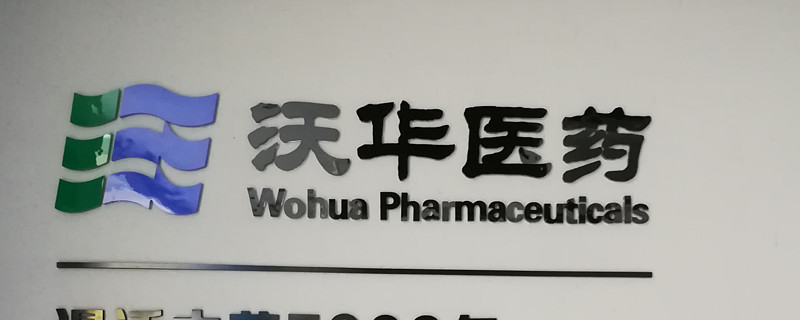 沃华医药
Wohua Pharmaceuticals